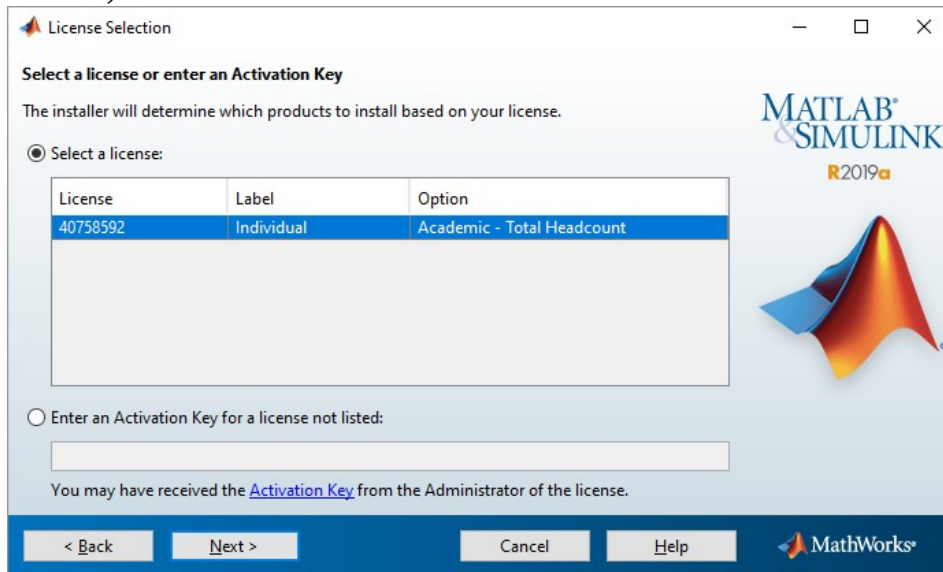 License Selection
Select a license or enter an Activation Key
The installer will determine which products to install based on your license.
MATLAB®
&SIMULINK
R2019a
Select a license:
License Label Option
40758592 Individual Academic - Total Headcount
Enter an Activation Key for a license not listed:
You may have received the Activation Key from the Administrator of the license.
< Back Next > Cancel Help MathWorks®